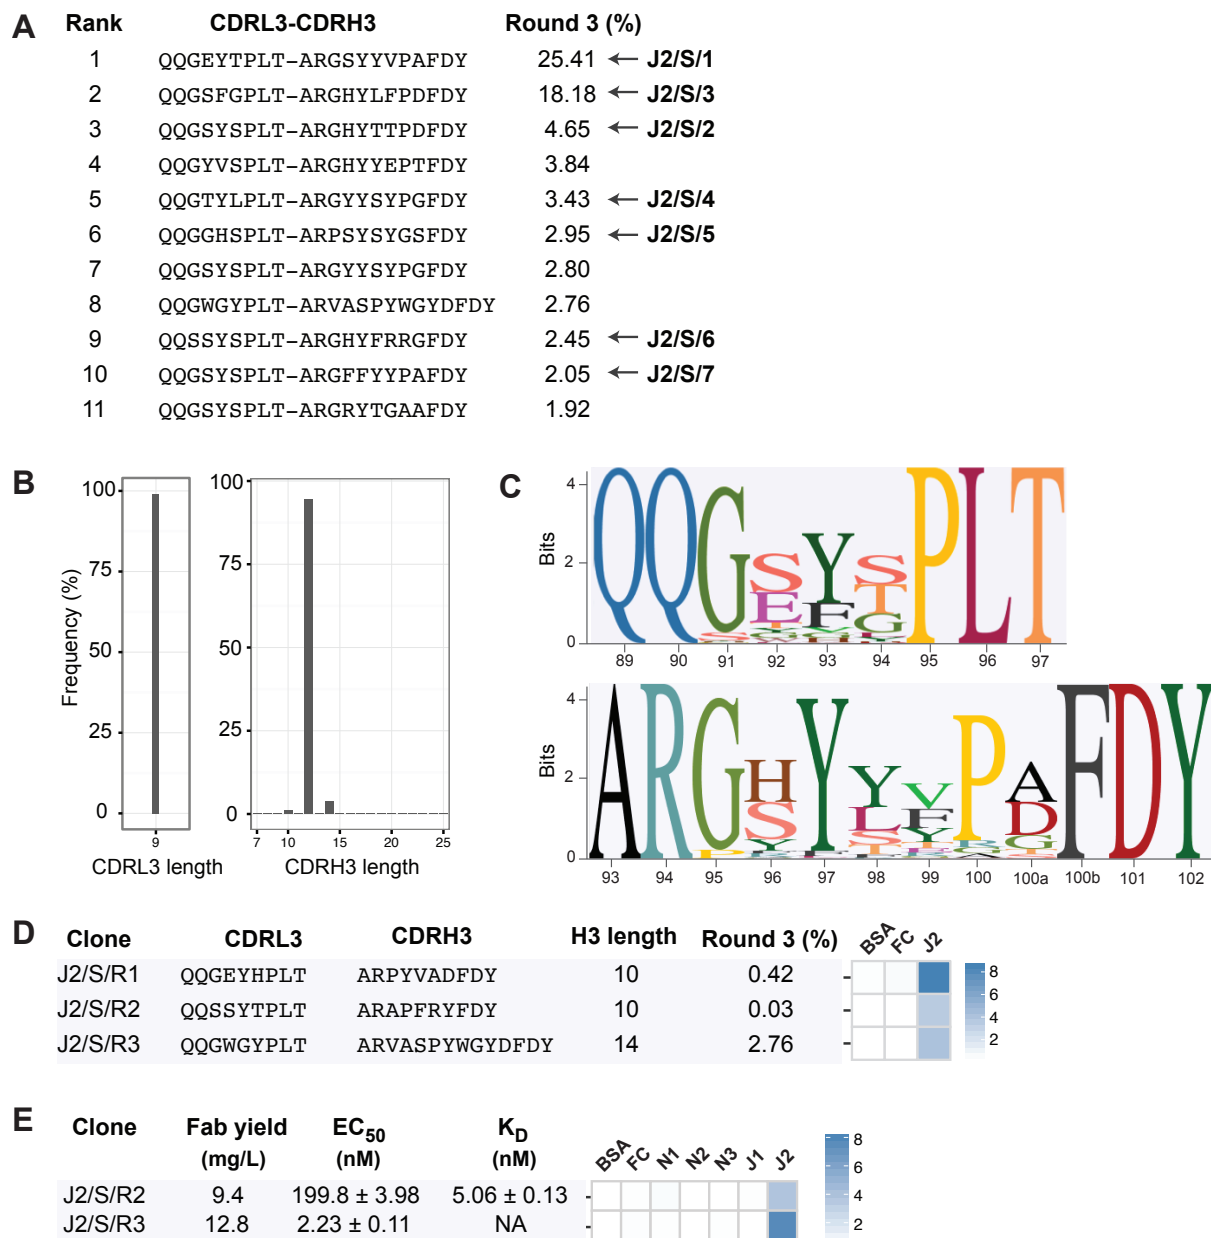 A Rank CDRL3-CDRH3 Round 3 (%)
1 QQGEYTPLT-ARGSYYVPAFDY 25.41 ← J2/S/1
2 QQGSFGPLT-ARGHYLFPDFDY 18.18 ← J2/S/3
3 QQGSYSPLT-ARGHYTTPDFDY 4.65 ← J2/S/2
4 QQGYVSPLT-ARGHYYEPTFDY 3.84
5 QQGTYLPLT-ARGYYSYPGFDY 3.43 ← J2/S/4
6 QQGGHSPLT-ARPSYSYGSFDY 2.95 ← J2/S/5
7 QQGSYSPLT-ARGYYSYPGFDY 2.80
8 QQGWGYPLT-ARVASPYWGYDFDY 2.76
9 QQSSYSPLT-ARGHYFRRGFDY 2.45 ← J2/S/6
10 QQGSYSPLT-ARGFFYYPAFDY 2.05 ← J2/S/7
11 QQGSYSPLT-ARGRYTGAAFDY 1.92
B
Frequency (%)
100
75
50
25
0
9
CDRL3 length
100
75
50
25
0
7 10 15 20 25
CDRH3 length
C
Bits
4
2
0
QQGSYSPLT
EFT
G
89 90 91 92 93 94 95 96 97
Bits
4
2
0
ARGHYYVPAFDY
SLFD
89 
93 94 95 96 97 98 99 100 100a 100b 101 102
D Clone CDRL3 CDRH3 H3 length Round 3 (%) BSA FC J2
J2/S/R1 QQGEYHPLT ARPYVADFDY 10 0.42
J2/S/R2 QQSSYTPLT ARAPFRYFDY 10 0.03
J2/S/R3 QQGWGYPLT ARVASPYWGYDFDY 14 2.76
8
6
4
2
E Clone Fab yield (mg/L) EC50 (nM) KD (nM) BSA FC N1 N2 N3 J1 J2
J2/S/R2 9.4 199.8 ± 3.98 5.06 ± 0.13
J2/S/R3 12.8 2.23 ± 0.11 NA
8
6
4
2